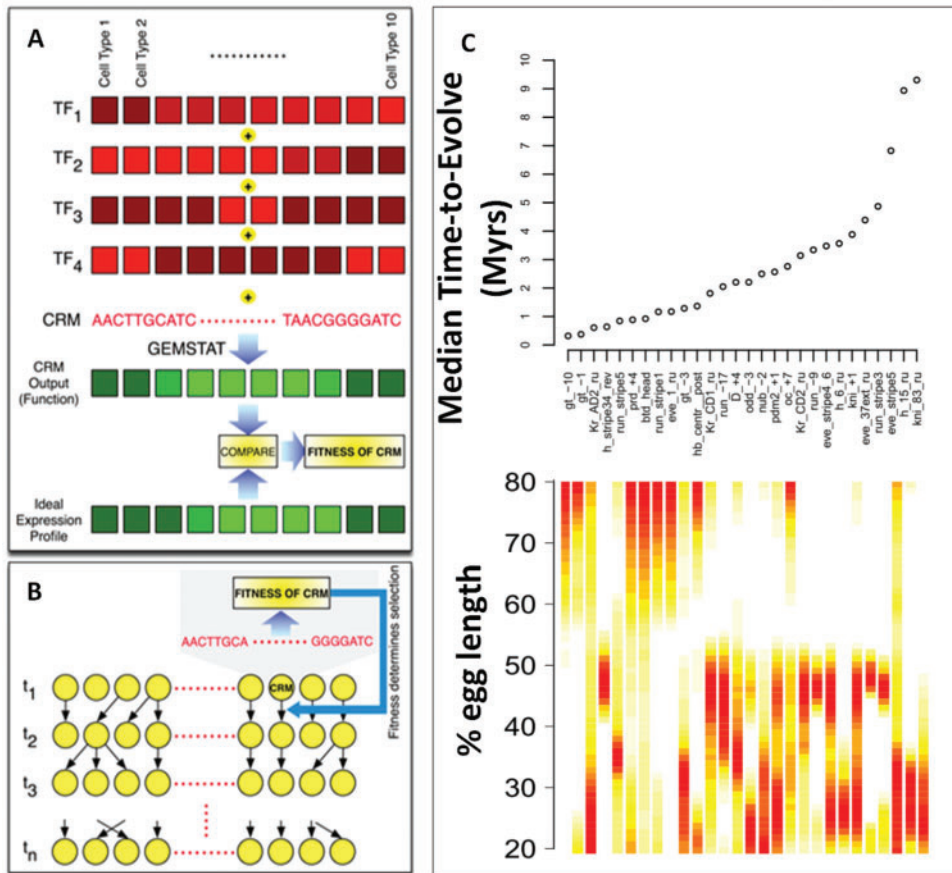 A
Cell Type 1
Cell Type 2
Cell Type 10
TF1
+
TF2
+
TF3
+
TF4
+
CRM AACTTGCATC TAACGGGGATC
GEMSTAT
CRM
Output
(Function)
COMPARE
FITNESS OF CRM
Ideal
Expression
Profile
B
FITNESS OF CRM
AACTTGCA GGGGATC
Fitness determines selection
t1
CRM
t2
t3
tn
C
Median Time-to-Evolve
(Myrs)
10
9
8
7
6
5
4
3
2
1
0
gt_-10
gt_-1
Kr_AD2_ru
h_stripe34_rev
run_stripe5
prd_+4
btd_head
run_stripe1
eve_1_ru
gt_-3
hb_centr_post
Kr_CD1_ru
run_-17
D_+4
odd_-3
nub_-2
pdm2_+1
oc_+7
Kr_CD2_ru
run_-9
eve_stripe4_6
h_6_ru
kni_+1
eve_37ext_ru
run_stripe3
eve_stripe5
h_15_ru
kni_83_ru
% egg length
80
70
60
50
40
30
20